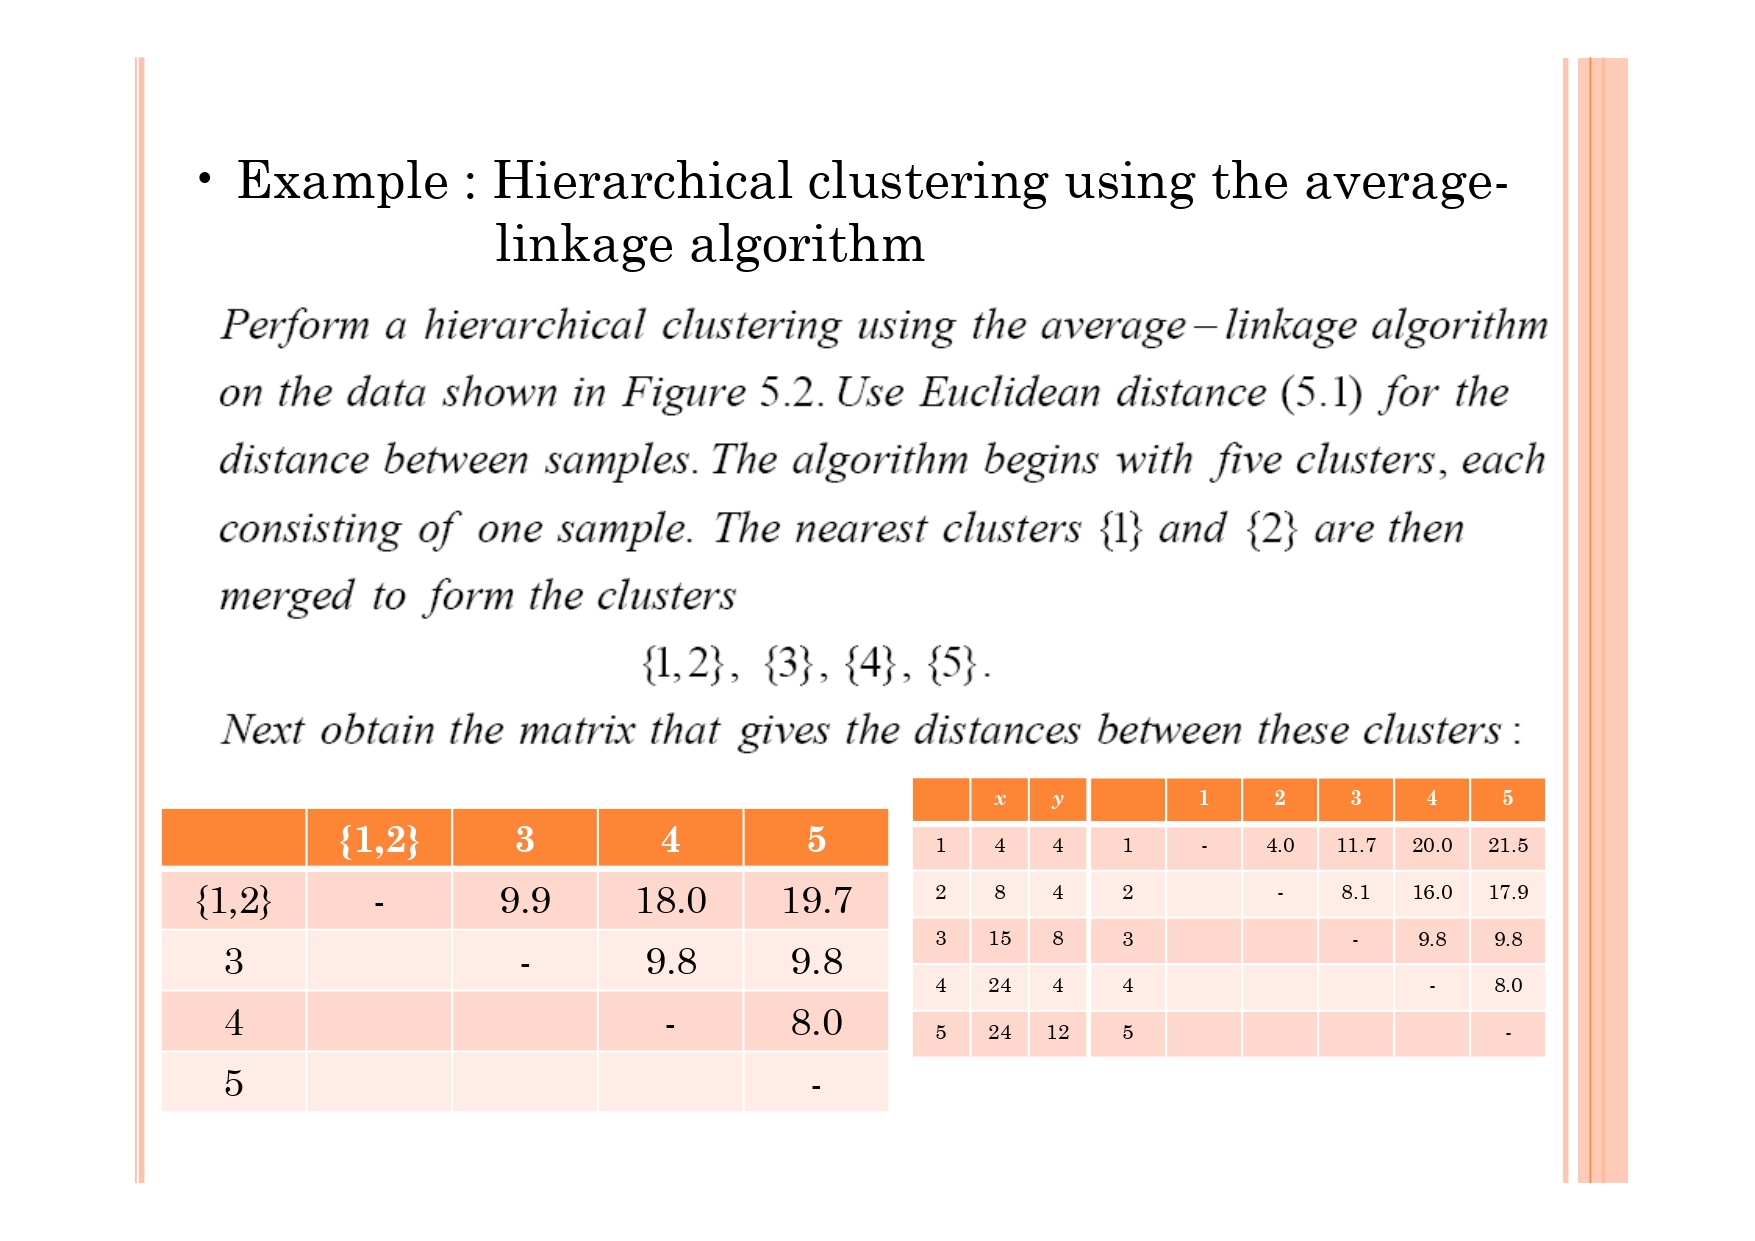 • Example : Hierarchical clustering using the average-
linkage algorithm
Perform a hierarchical clustering using the average – linkage algorithm
on the data shown in Figure 5.2. Use Euclidean distance (5.1) for the
distance between samples. The algorithm begins with five clusters, each
consisting of one sample. The nearest clusters {1} and {2} are then
merged to form the clusters
{1,2}, {3}, {4}, {5}.
Next obtain the matrix that gives the distances between these clusters :
{1,2} 3 4 5
{1,2} - 9.9 18.0 19.7
3 - 9.8 9.8
4 - 8.0
5 -
x y 1 2 3 4 5
1 4 4 1 - 4.0 11.7 20.0 21.5
2 8 4 2 - 8.1 16.0 17.9
3 15 8 3 - 9.8 9.8
4 24 4 4 - 8.0
5 24 12 5 -